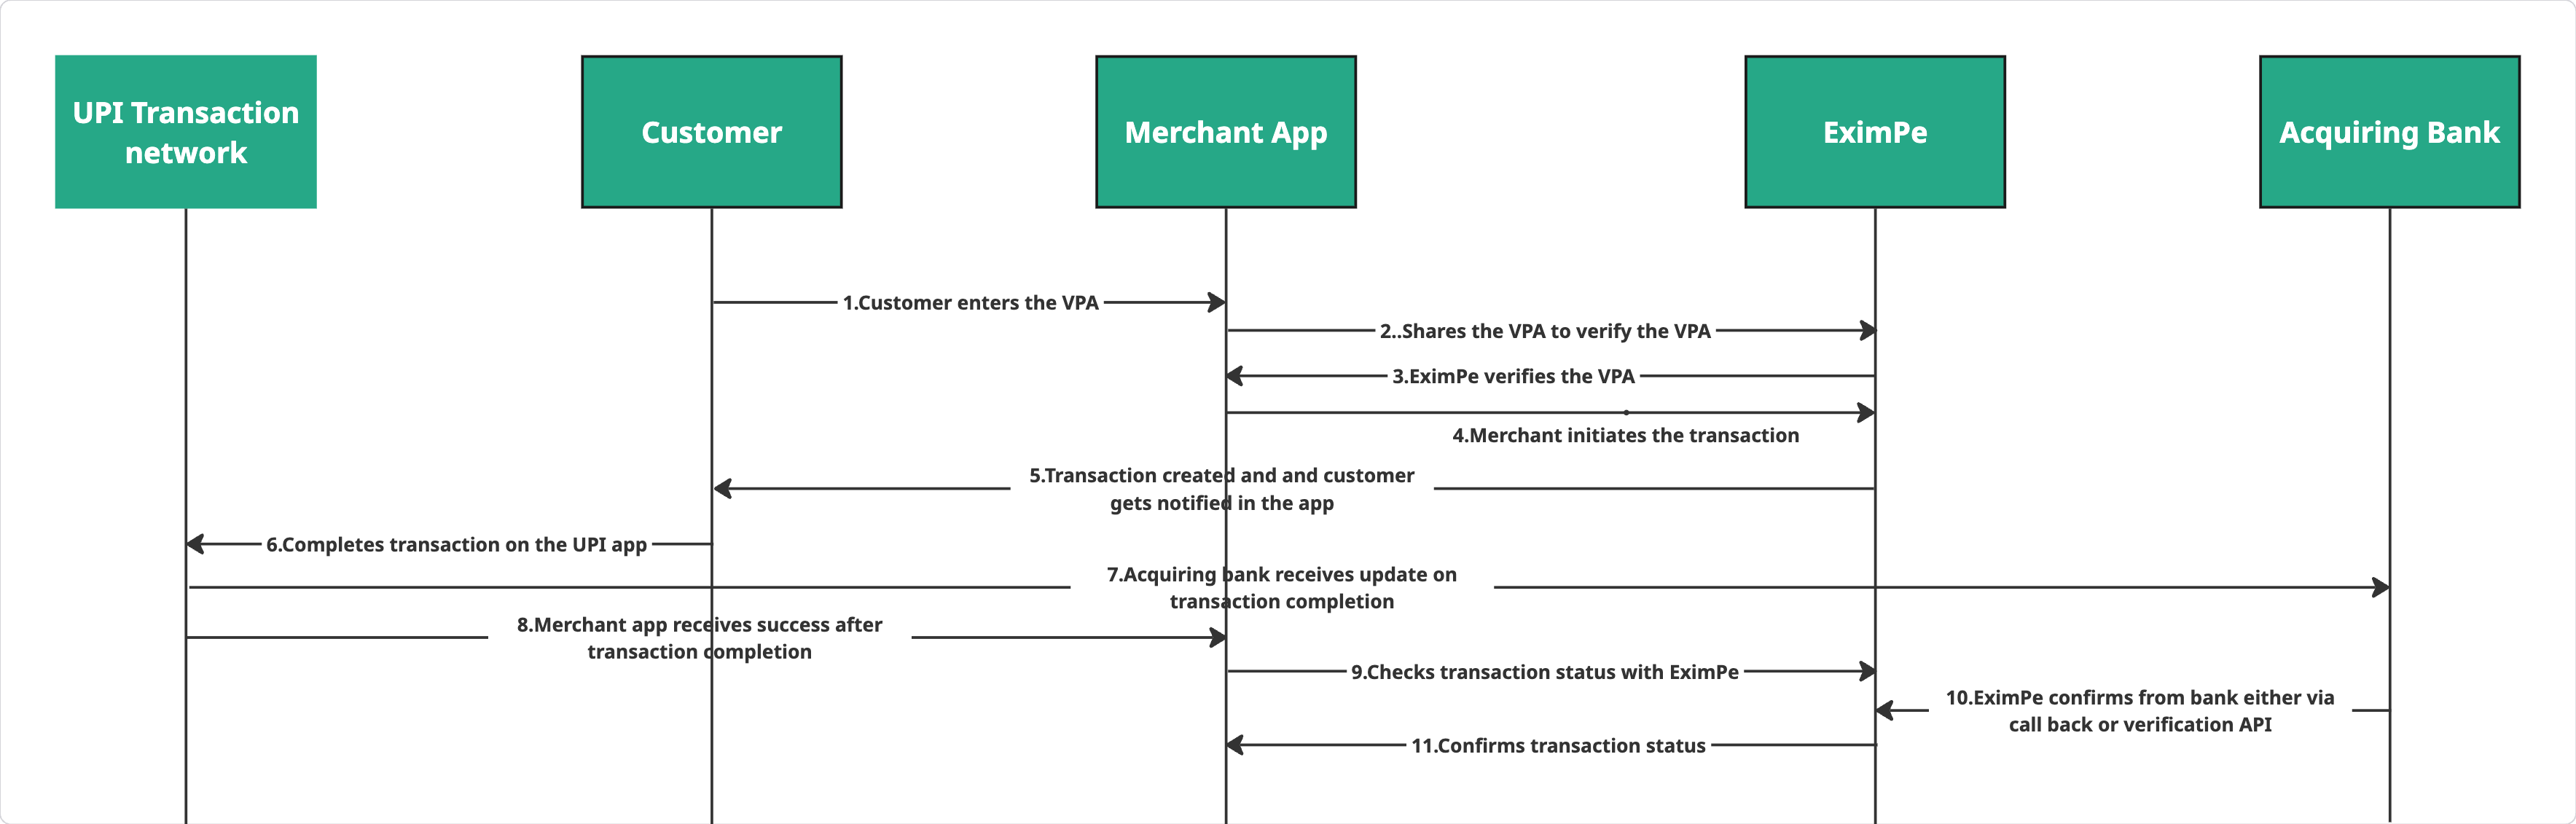 UPI Transaction
network
Customer
Merchant App
EximPe
Acquiring Bank
1.Customer enters the VPA
2..Shares the VPA to verify the VPA
3.EximPe verifies the VPA
4.Merchant initiates the transaction
5.Transaction created and and customer
gets notified in the app
6.Completes transaction on the UPI app
7.Acquiring bank receives update on
transaction completion
8.Merchant app receives success after
transaction completion
9.Checks transaction status with EximPe
10.EximPe confirms from bank either via
call back or verification API
11.Confirms transaction status